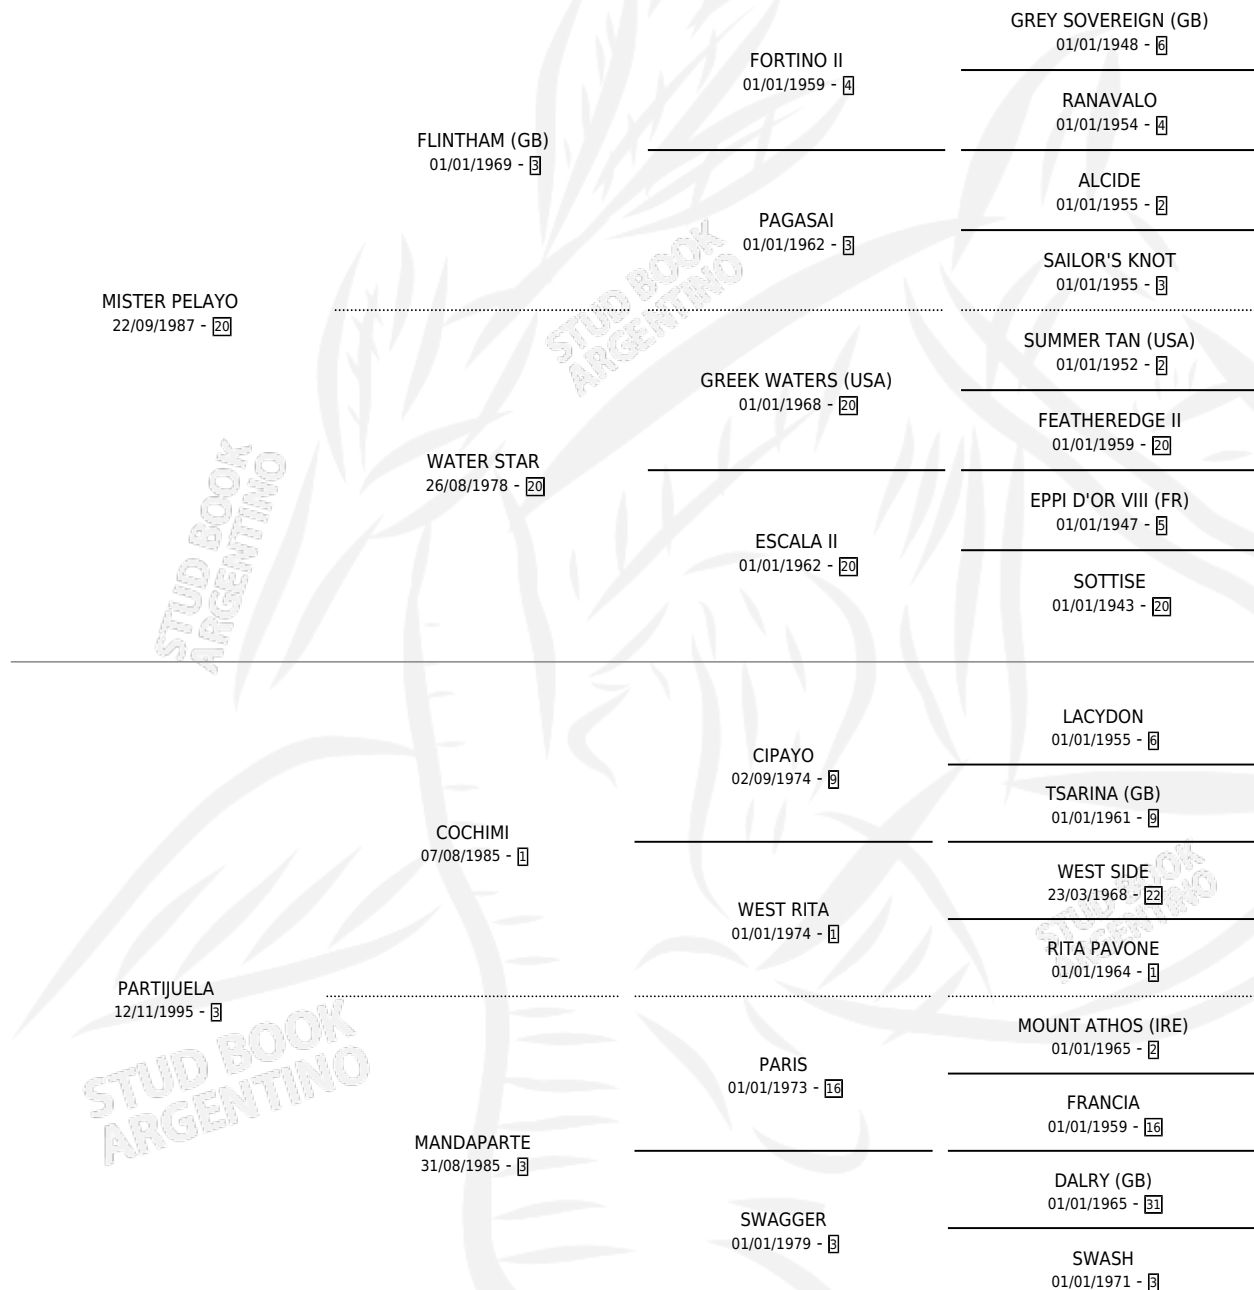 GREY SOVEREIGN (GB)
01/01/1948 - 6
FORTINO II
01/01/1959 - 4
RANAVALO
01/01/1954 - 4
FLINTHAM (GB)
01/01/1969 - 3
ALCIDE
01/01/1955 - 2
PAGASAI
01/01/1962 - 3
SAILOR'S KNOT
01/01/1955 - 3
MISTER PELAYO
22/09/1987 - 20
SUMMER TAN (USA)
01/01/1952 - 2
GREEK WATERS (USA)
01/01/1968 - 20
FEATHEREDGE II
01/01/1959 - 20
WATER STAR
26/08/1978 - 20
EPPI D'OR VIII (FR)
01/01/1947 - 5
ESCALA II
01/01/1962 - 20
SOTTISE
01/01/1943 - 20
LACYDON
01/01/1955 - 6
CIPAYO
02/09/1974 - 9
TSARINA (GB)
01/01/1961 - 9
COCHIMI
07/08/1985 - 1
WEST SIDE
23/03/1968 - 22
WEST RITA
01/01/1974 - 1
RITA PAVONE
01/01/1964 - 1
PARTIJUELA
12/11/1995 - 3
MOUNT ATHOS (IRE)
01/01/1965 - 2
PARIS
01/01/1973 - 16
FRANCIA
01/01/1959 - 16
MANDAPARTE
31/08/1985 - 3
DALRY (GB)
01/01/1965 - 31
SWAGGER
01/01/1979 - 3
SWASH
01/01/1971 - 3
STUD BOOK
ARGENTINO
STUD BOOK
ARGENTINO
STUD BOOK
ARGENTINO
STUD BOOK
ARGENTINO